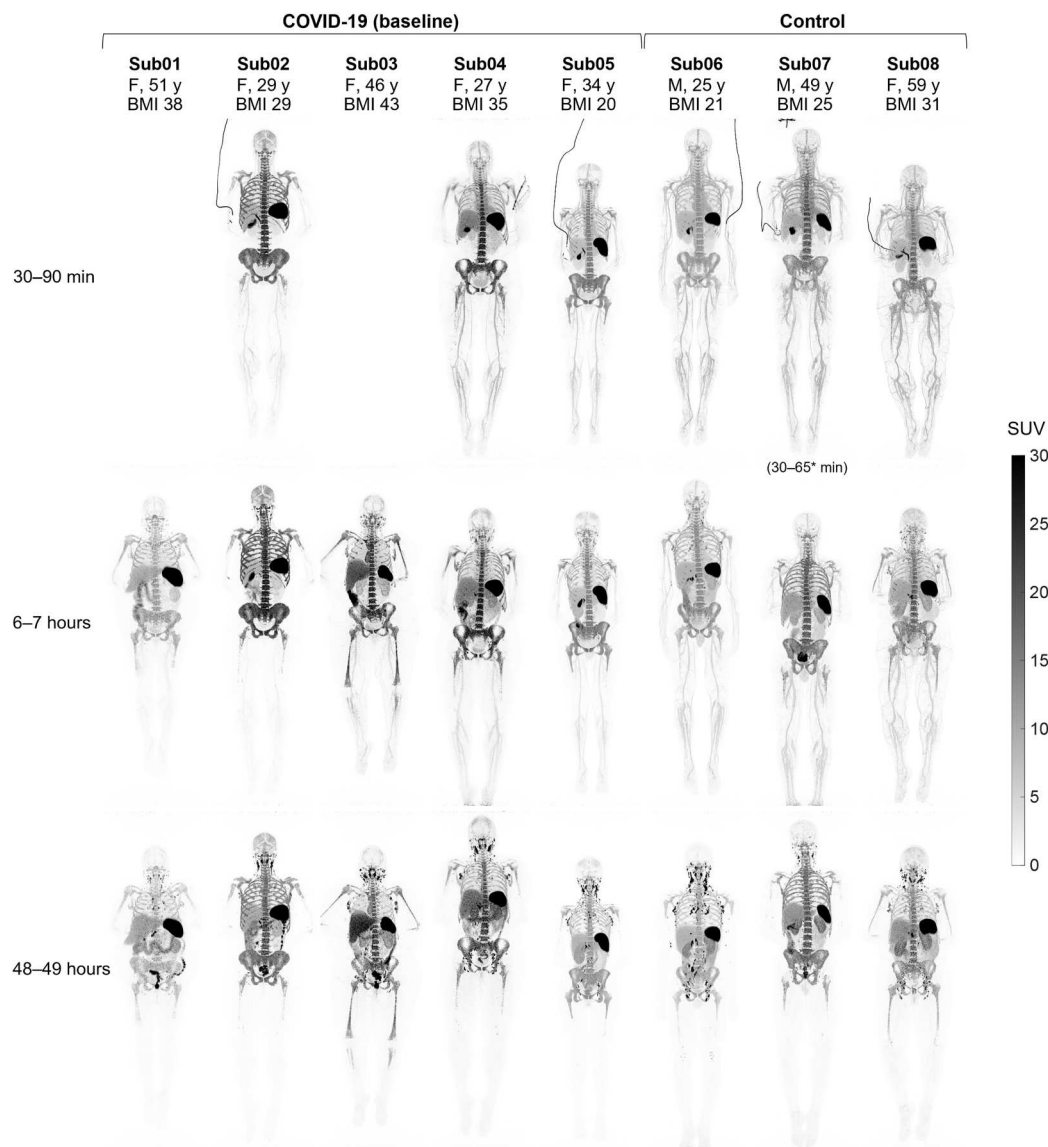 COVID-19 (baseline) Control
Sub01 Sub02 Sub03 Sub04 Sub05 Sub06 Sub07 Sub08
F, 51 y F, 29 y F, 46 y F, 27 y F, 34 y M, 25 y M, 49 y F, 59 y
BMI 38 BMI 29 BMI 43 BMI 35 BMI 20 BMI 21 BMI 25 BMI 31
30–90 min
SUV
30
(30–65* min)
25
20
6–7 hours
15
10
5
0
48–49 hours